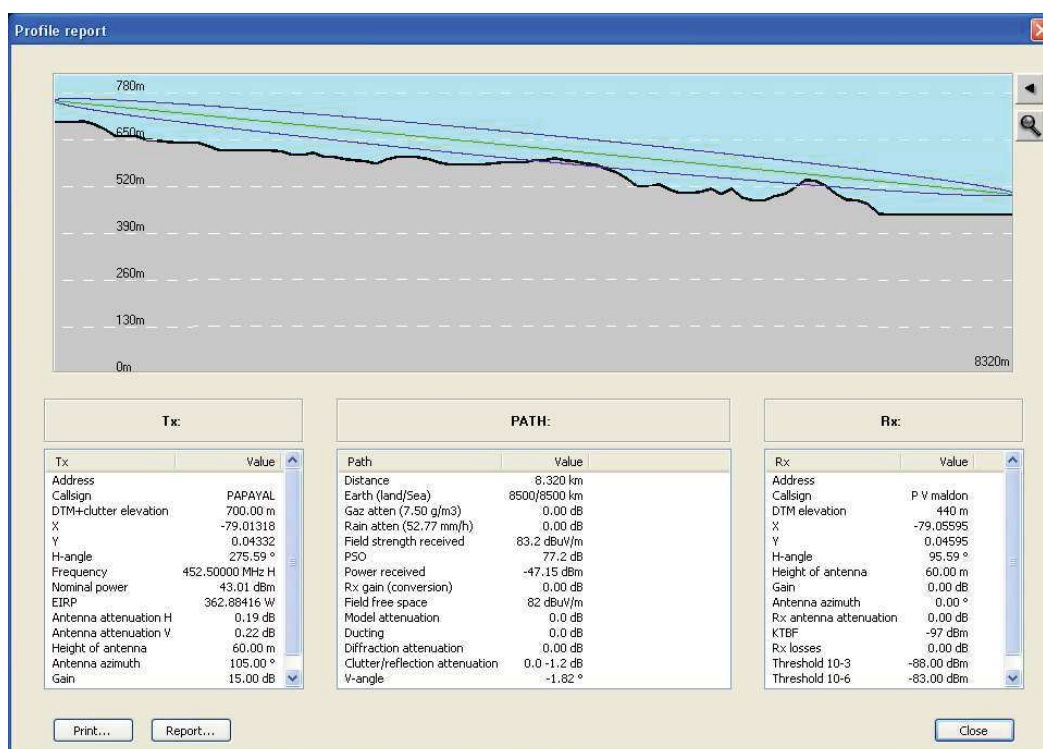 Profile report
780m
650m
520m
390m
260m
130m
0m
8320m
Tx:
Tx Value
Address
Callsign PAPAYAL
DTM+clutter elevation 700.00 m
X -79.01318
Y 0.04332
H-angle 275.59 °
Frequency 452.50000 MHz H
Nominal power 43.01 dBm
EIRP 362.88416 W
Antenna attenuation H 0.19 dB
Antenna attenuation V 0.22 dB
Height of antenna 60.00 m
Antenna azimuth 105.00 °
Gain 15.00 dB
PATH:
Path Value
Distance 8.320 km
Earth (land/Sea) 8500/8500 km
Gaz atten (7.50 g/m3) 0.00 dB
Rain atten (52.77 mm/h) 0.00 dB
Field strength received 83.2 dBuV/m
PSO 77.2 dB
Power received -47.15 dBm
Rx gain (conversion) 0.00 dB
Field free space 82 dBuV/m
Model attenuation 0.0 dB
Ducting 0.0 dB
Diffraction attenuation 0.00 dB
Clutter/reflection attenuation 0.0 -1.2 dB
V-angle -1.82 °
Rx:
Rx Value
Address
Callsign P V maldon
DTM elevation 440 m
X -79.05595
Y 0.04595
H-angle 95.59 °
Height of antenna 60.00 m
Gain 0.00 dB
Antenna azimuth 0.00 °
Rx antenna attenuation 0.00 dB
KTBF -97 dBm
Rx losses 0.00 dB
Threshold 10-3 -88.00 dBm
Threshold 10-6 -83.00 dBm
Print...
Report...
Close